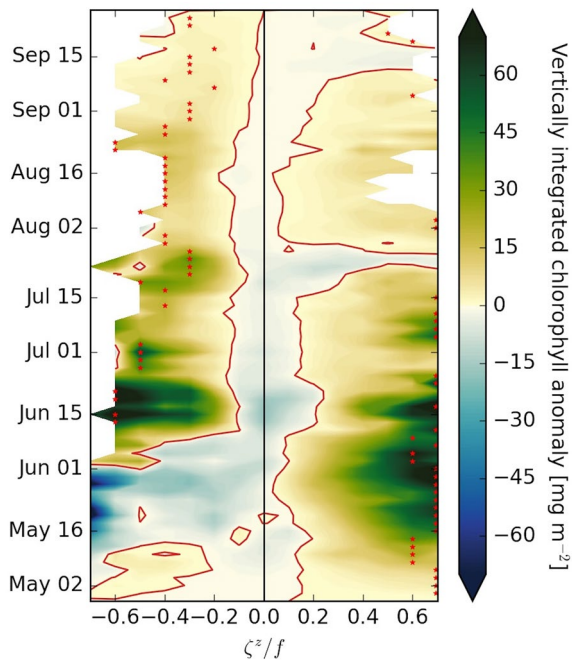 Sep 15
Sep 01
Aug 16
Aug 02
Jul 15
Jul 01
Jun 15
Jun 01
May 16
May 02
−0.6 −0.4 −0.2 0.0 0.2 0.4 0.6
ζᶻ/f
60
45
30
15
0
−15
−30
−45
−60
Vertically integrated chlorophyll anomaly [mg m⁻²]